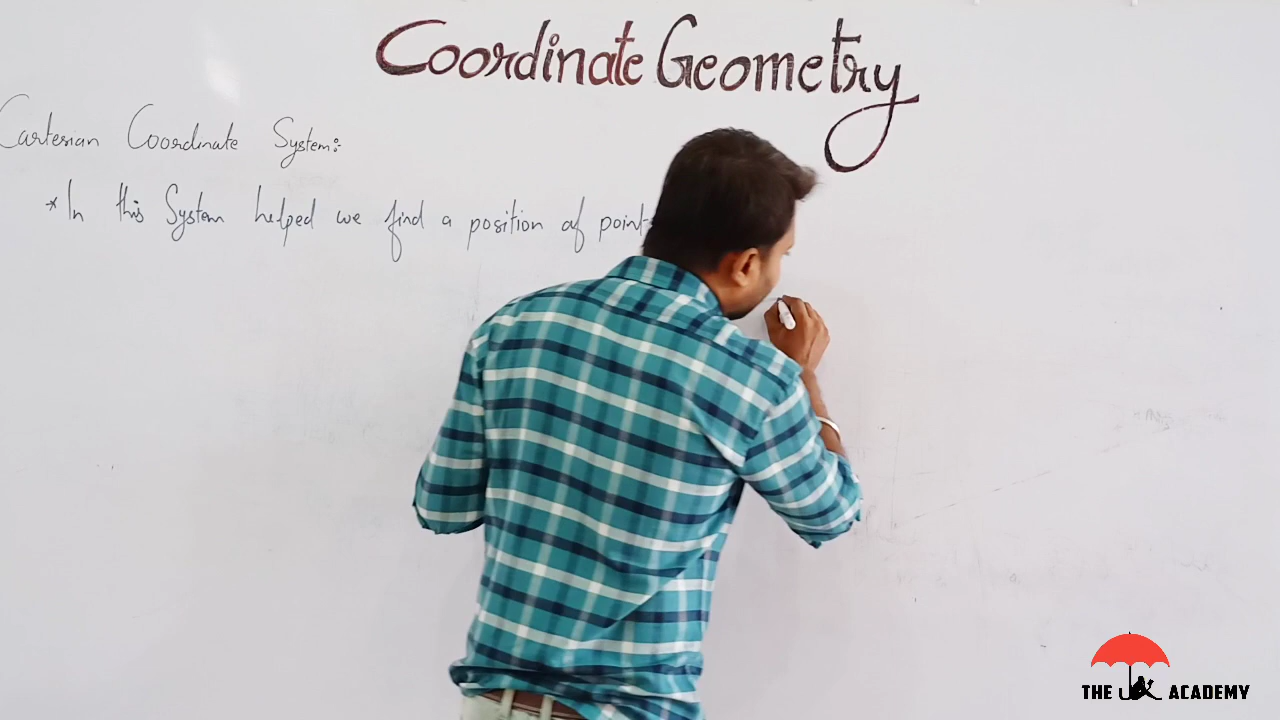 Coordinate Geometry
Cartesian Coordinate System:
* In this System helped we find a position of point
THE ACADEMY